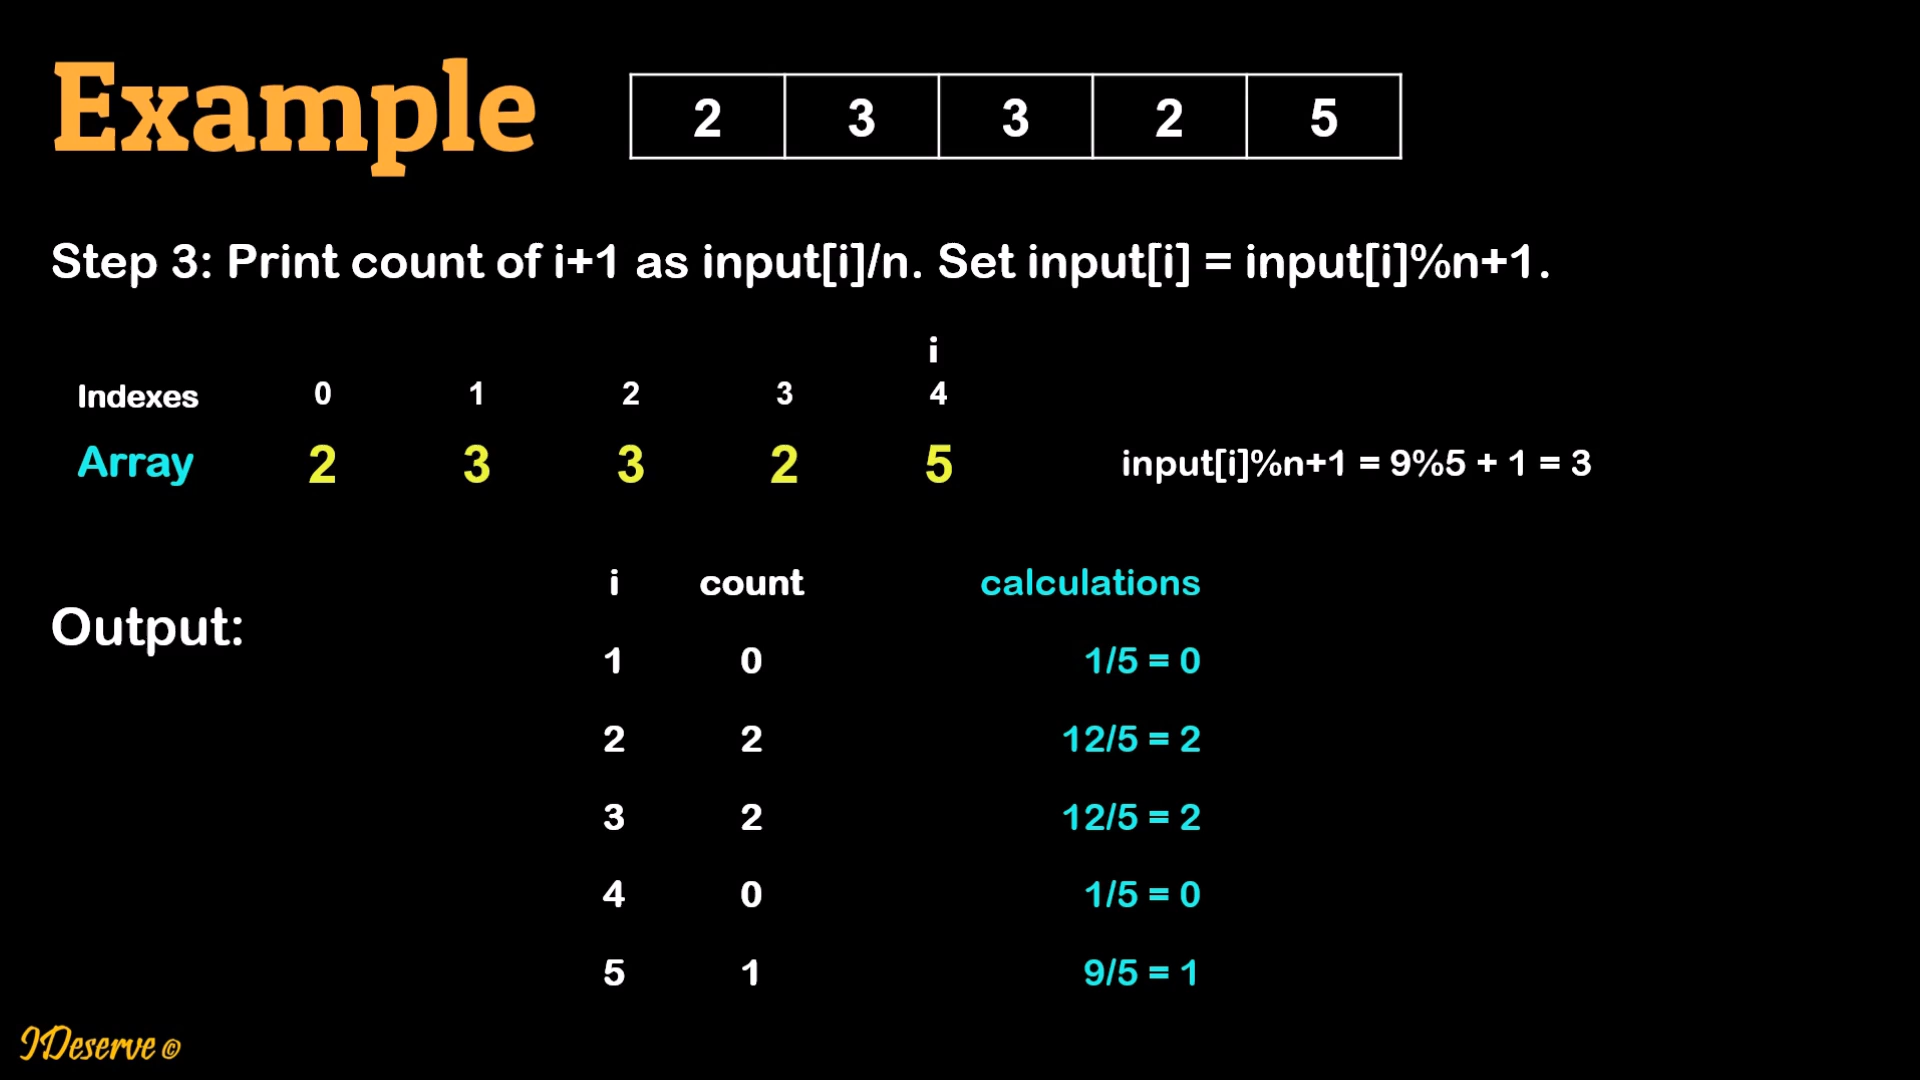 Example 2 3 3 2 5
Step 3: Print count of i+1 as input[i]/n. Set input[i] = input[i]%n+1.
i
Indexes 0 1 2 3 4
Array 2 3 3 2 5 input[i]%n+1 = 9%5 + 1 = 3
i count calculations
Output:
1 0 1/5 = 0
2 2 12/5 = 2
3 2 12/5 = 2
4 0 1/5 = 0
5 1 9/5 = 1
IDeserve ©